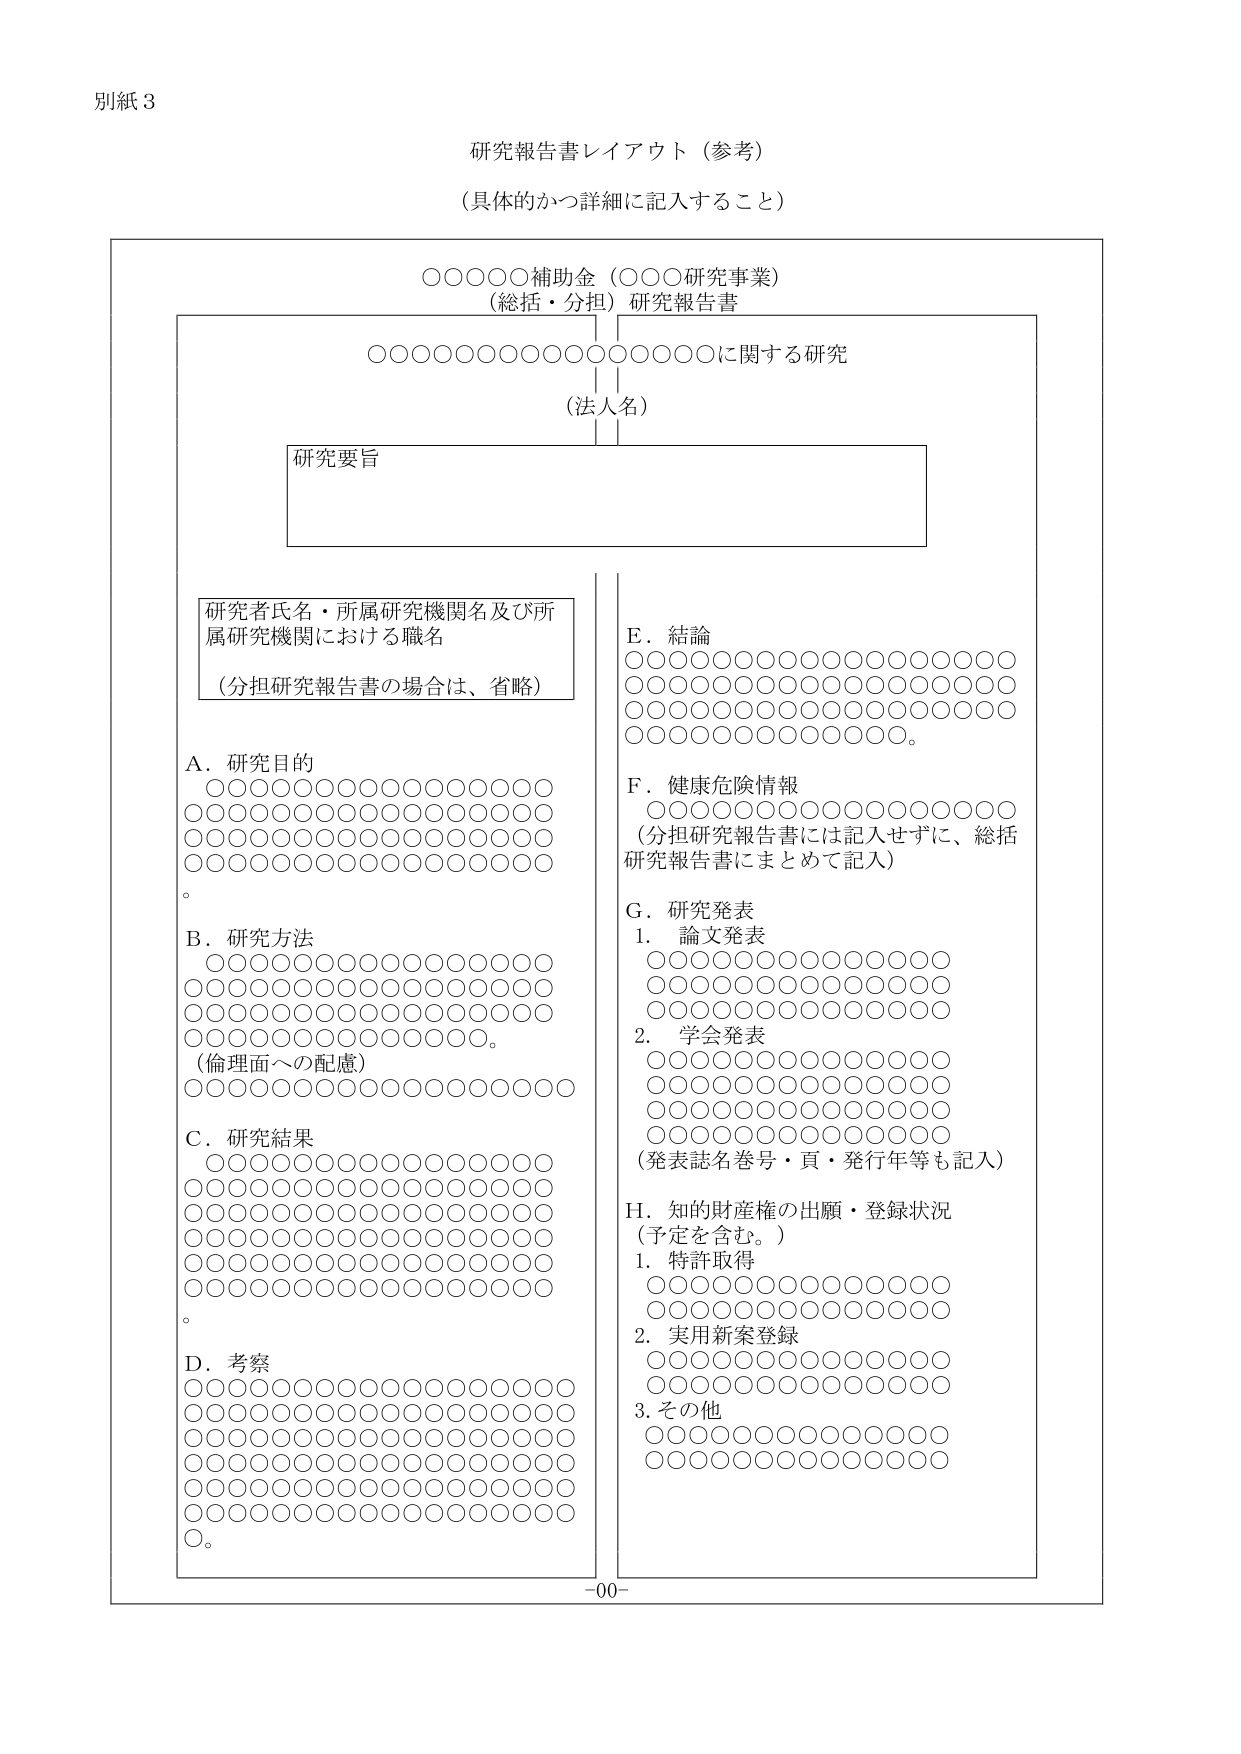 別紙３
研究報告書レイアウト（参考）
（具体的かつ詳細に記入すること）
○○○○○補助金（○○○研究事業）
（総括・分担）研究報告書
○○○○○○○○○○○○○○○○に関する研究
（法人名）
研究要旨
研究者氏名・所属研究機関名及び所
属研究機関における職名
（分担研究報告書の場合は、省略）
Ａ．研究目的
○○○○○○○○○○○○○○○○
○○○○○○○○○○○○○○○○○
○○○○○○○○○○○○○○○○○
○○○○○○○○○○○○○○○○○
。
Ｂ．研究方法
○○○○○○○○○○○○○○○○
○○○○○○○○○○○○○○○○○
○○○○○○○○○○○○○○○○○
○○○○○○○○○○○○○○。
（倫理面への配慮）
○○○○○○○○○○○○○○○○○○
Ｃ．研究結果
○○○○○○○○○○○○○○○○
○○○○○○○○○○○○○○○○○
○○○○○○○○○○○○○○○○○
○○○○○○○○○○○○○○○○○
○○○○○○○○○○○○○○○○○
○○○○○○○○○○○○○○○○○
。
Ｄ．考察
○○○○○○○○○○○○○○○○○○
○○○○○○○○○○○○○○○○○○
○○○○○○○○○○○○○○○○○○
○○○○○○○○○○○○○○○○○○
○○○○○○○○○○○○○○○○○○
○○○○○○○○○○○○○○○○○○
○。
Ｅ．結論
○○○○○○○○○○○○○○○○○○
○○○○○○○○○○○○○○○○○○
○○○○○○○○○○○○○○○○○○
○○○○○○○○○○○○○。
Ｆ．健康危険情報
○○○○○○○○○○○○○○○○○
（分担研究報告書には記入せずに、総括
研究報告書にまとめて記入）
Ｇ．研究発表
1.　論文発表
○○○○○○○○○○○○○○
○○○○○○○○○○○○○○
○○○○○○○○○○○○○○
2.　学会発表
○○○○○○○○○○○○○○
○○○○○○○○○○○○○○
○○○○○○○○○○○○○○
○○○○○○○○○○○○○○
（発表誌名巻号・頁・発行年等も記入）
Ｈ．知的財産権の出願・登録状況
（予定を含む。）
1. 特許取得
○○○○○○○○○○○○○○
○○○○○○○○○○○○○○
2. 実用新案登録
○○○○○○○○○○○○○○
○○○○○○○○○○○○○○
3.その他
○○○○○○○○○○○○○○
○○○○○○○○○○○○○○
-00-